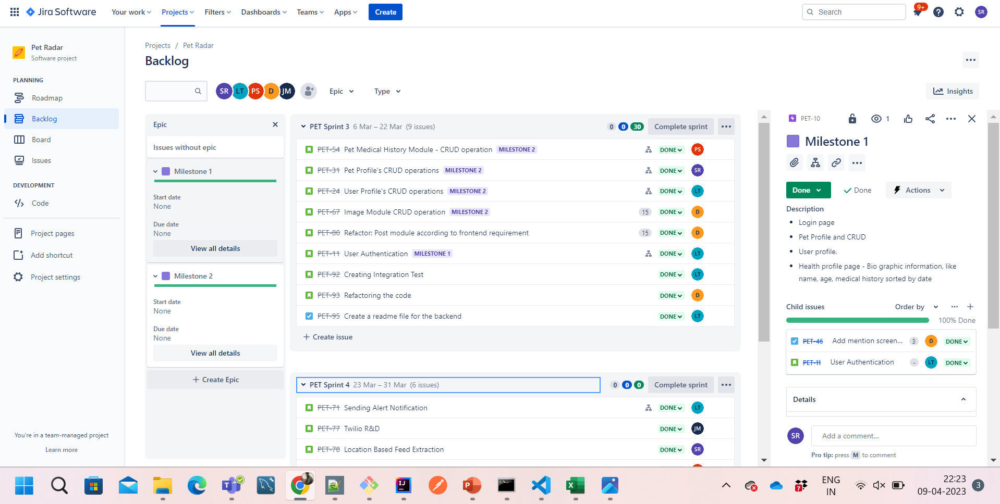 Jira Software Your work Projects Filters Dashboards Teams Apps Create Search 9+ SR
Pet Radar
Software project
PLANNING
Roadmap
Backlog
Board
Issues
DEVELOPMENT
Code
Project pages
Add shortcut
Project settings
You're in a team-managed project
Learn more
Projects / Pet Radar
Backlog
SR LT PS D JM Epic Type Insights
Epic
Issues without epic
Milestone 1
Start date
None
Due date
None
View all details
Milestone 2
Start date
None
Due date
None
View all details
+ Create Epic
PET Sprint 3 6 Mar – 22 Mar (9 issues) 0 0 30 Complete sprint
PET-54 Pet Medical History Module - CRUD operation MILESTONE 2 DONE PS
PET-31 Pet Profile's CRUD operations MILESTONE 2 DONE SR
PET-24 User Profile's CRUD operations MILESTONE 2 DONE LT
PET-67 Image Module CRUD operation MILESTONE 2 15 DONE D
PET-80 Refactor: Post module according to frontend requirement 15 DONE D
PET-11 User Authentication MILESTONE 1 DONE LT
PET-92 Creating Integration Test DONE LT
PET-93 Refactoring the code DONE D
PET-95 Create a readme file for the backend DONE LT
+ Create issue
PET Sprint 4 23 Mar – 31 Mar (6 issues) 0 0 0 Complete sprint
PET-71 Sending Alert Notification DONE LT
PET-77 Twilio R&D DONE JM
PET-78 Location Based Feed Extraction DONE SR
PET-10 1
Milestone 1
Done Done Actions
Description
• Login page
• Pet Profile and CRUD
• User profile.
• Health profile page - Bio graphic information, like
name, age, medical history sorted by date
Child issues Order by
100% Done
PET-46 Add mention screen... 3 D DONE
PET-11 User Authentication - LT DONE
Details
SR Add a comment...
Pro tip: press M to comment
ENG
IN
22:23
09-04-2023
3
7
IJ
P
X